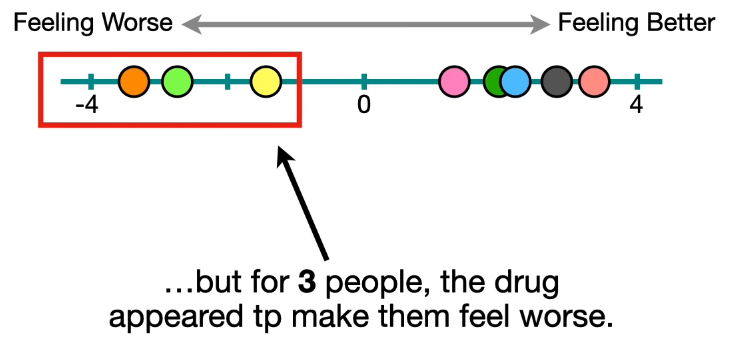 Feeling Worse Feeling Better
-4 0 4
…but for 3 people, the drug
appeared tp make them feel worse.